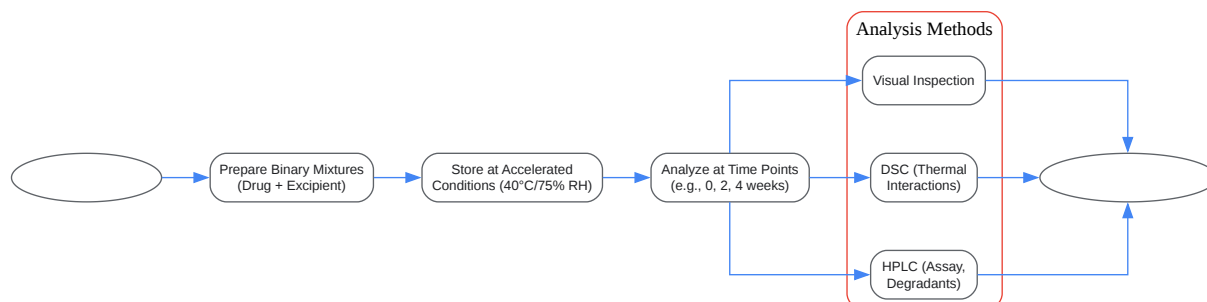 Analysis Methods
Visual Inspection
Prepare Binary Mixtures
(Drug + Excipient)
Store at Accelerated
Conditions (40°C/75% RH)
Analyze at Time Points
(e.g., 0, 2, 4 weeks)
DSC (Thermal
Interactions)
HPLC (Assay,
Degradants)